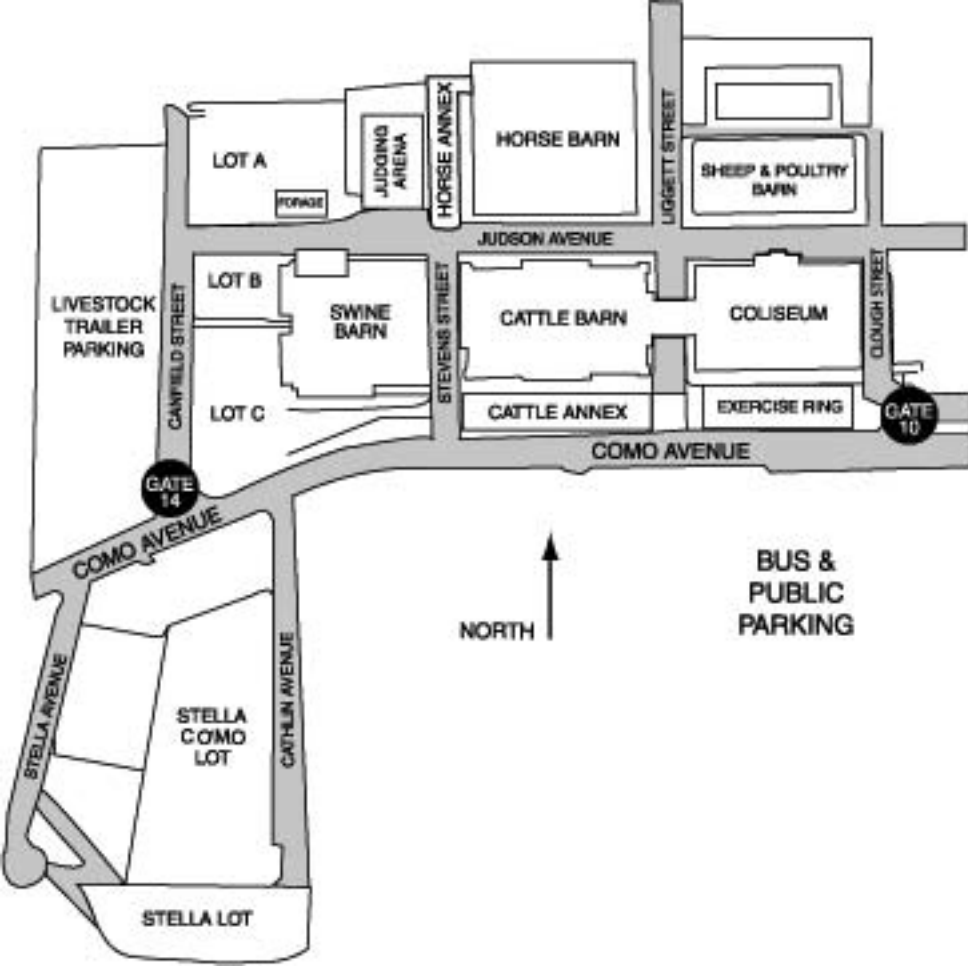 LIGGETT STREET
HORSE ANNEX
HORSE BARN
JUDGING
ARENA
LOT A
SHEEP & POULTRY
BARN
FORAGE
JUDSON AVENUE
LOT B
LIVESTOCK
TRAILER
PARKING
CANFIELD STREET
SWINE
BARN
STEVENS STREET
CATTLE BARN
COLISEUM
CLOUGH STREET
LOT C
CATTLE ANNEX
EXERCISE RING
GATE
10
COMO AVENUE
GATE
14
COMO AVENUE
BUS &
PUBLIC
PARKING
NORTH
STELLA AVENUE
STELLA
COMO
LOT
CATHLIN AVENUE
STELLA LOT